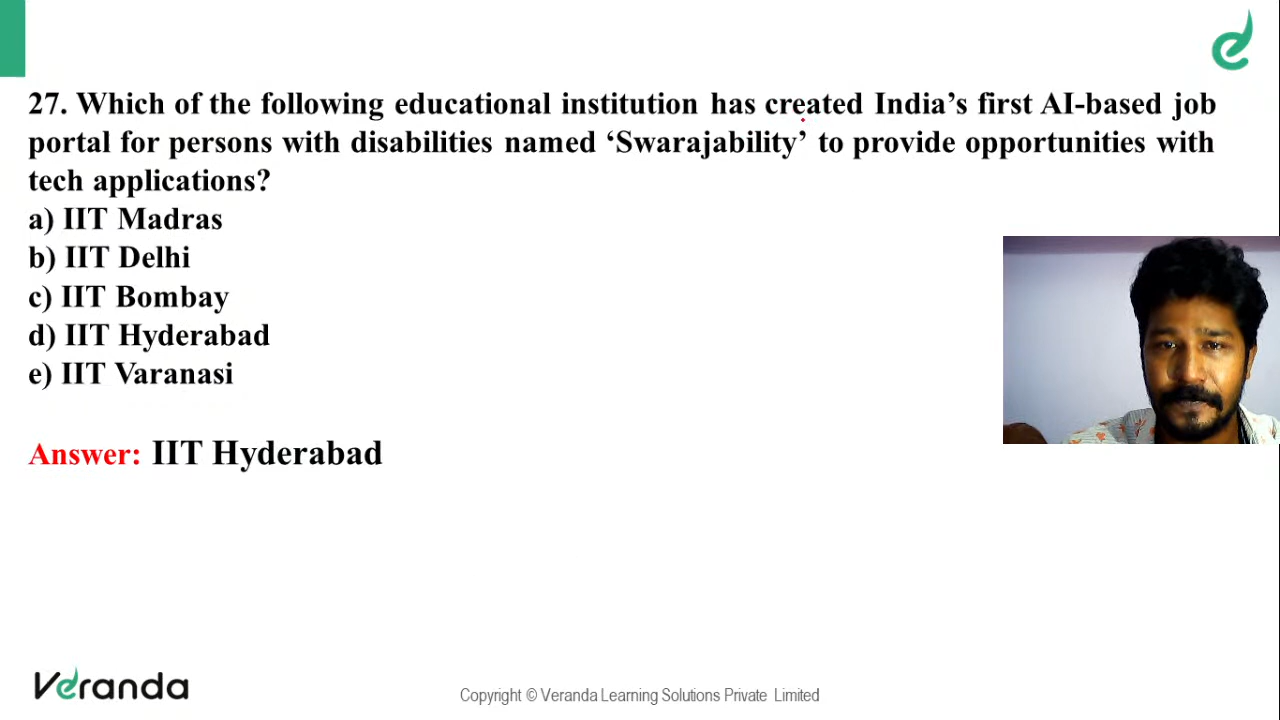 27. Which of the following educational institution has created India’s first AI-based job
portal for persons with disabilities named ‘Swarajability’ to provide opportunities with
tech applications?
a) IIT Madras
b) IIT Delhi
c) IIT Bombay
d) IIT Hyderabad
e) IIT Varanasi
Answer: IIT Hyderabad
Veranda
Copyright © Veranda Learning Solutions Private Limited